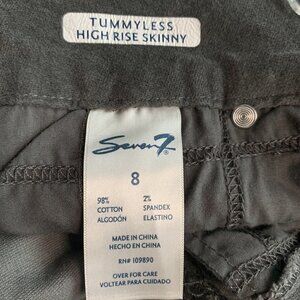 TUMMYLESS
HIGH RISE SKINNY
Seven7®
8
98% 2%
COTTON SPANDEX
ALGODÓN ELASTINO
MADE IN CHINA
HECHO EN CHINA
RN# 109890
OVER FOR CARE
VOLTEAR PARA CUIDADO